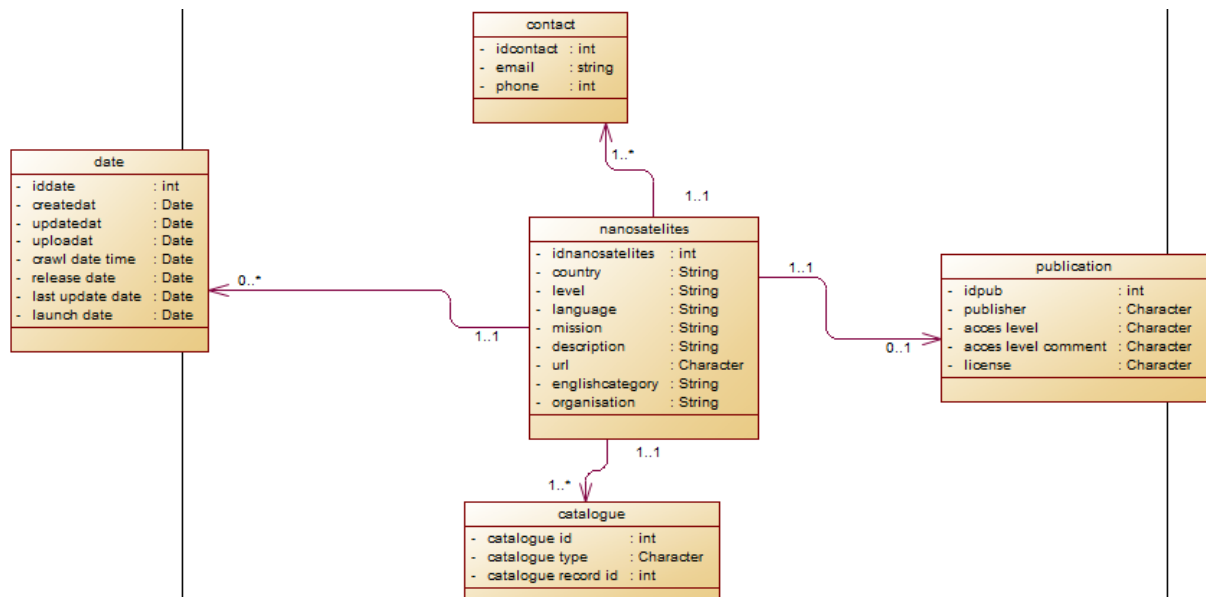 contact
- idcontact : int
- email : string
- phone : int
1..*
1..1
date
- iddate : int
- createdat : Date
- updatedat : Date
- uploadat : Date
- crawl date time : Date
- release date : Date
- last update date : Date
- launch date : Date
0..*
1..1
nanosatelites
- idnanosatelites : int
- country : String
- level : String
- language : String
- mission : String
- description : String
- url : Character
- englishcategory : String
- organisation : String
1..1
0..1
publication
- idpub : int
- publisher : Character
- acces level : Character
- acces level comment : Character
- license : Character
1..1
1..*
catalogue
- catalogue id : int
- catalogue type : Character
- catalogue record id : int